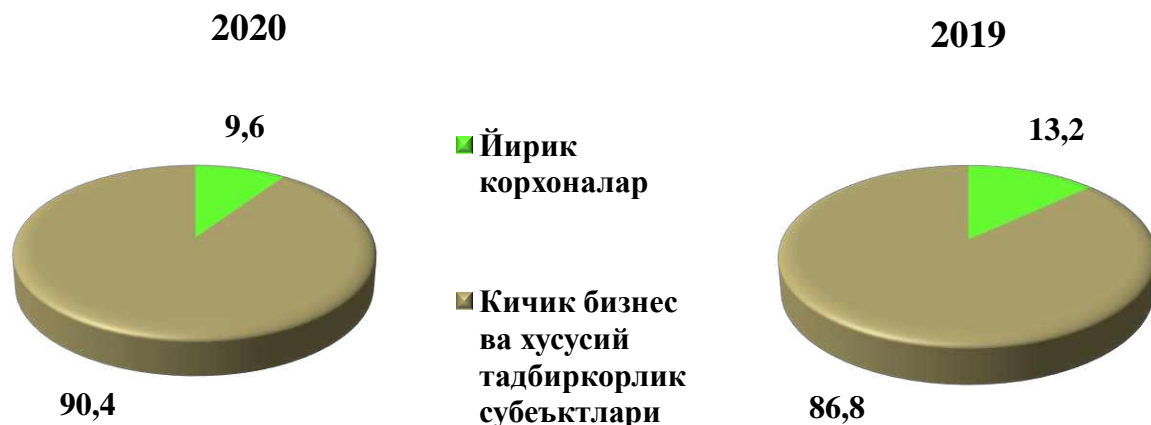 2020
2019
9,6
13,2
Йирик
корхоналар
Кичик бизнес
ва хусусий
тадбиркорлик
субеъктлари
90,4
86,8